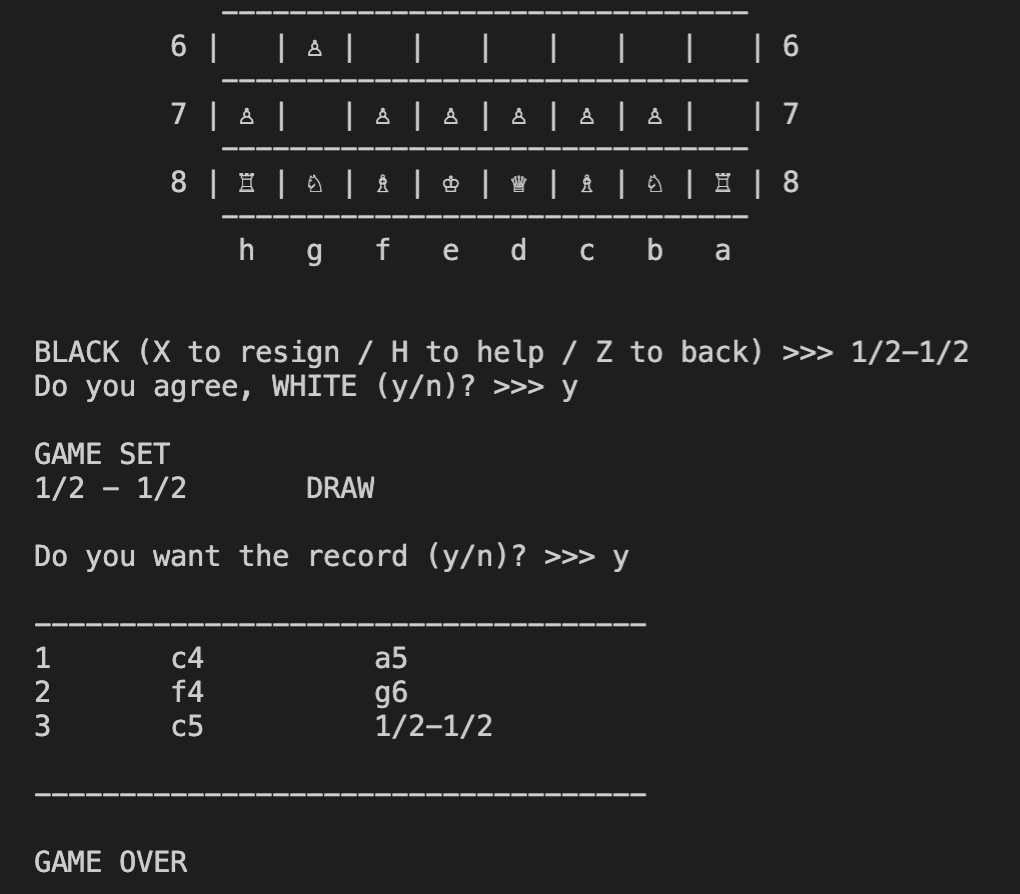 6 |   | ♙ |   |   |   |   |   |   | 6
7 | ♙ |   | ♙ | ♙ | ♙ | ♙ | ♙ |   | 7
8 | ♖ | ♘ | ♗ | ♔ | ♛ | ♗ | ♘ | ♖ | 8
h g f e d c b a
BLACK (X to resign / H to help / Z to back) >>> 1/2-1/2
Do you agree, WHITE (y/n)? >>> y
GAME SET
1/2 - 1/2 DRAW
Do you want the record (y/n)? >>> y
------------------------------------
1 c4 a5
2 f4 g6
3 c5 1/2-1/2
------------------------------------
GAME OVER